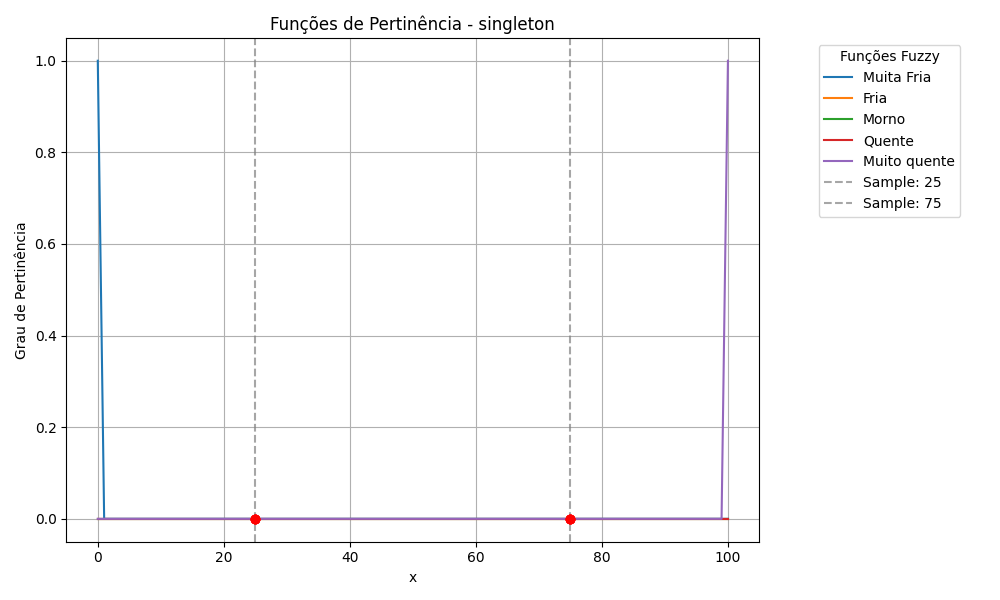 Funções de Pertinência - singleton
Grau de Pertinência
1.0
0.8
0.6
0.4
0.2
0.0
0 20 40 60 80 100
x
Funções Fuzzy
Muita Fria
Fria
Morno
Quente
Muito quente
Sample: 25
Sample: 75